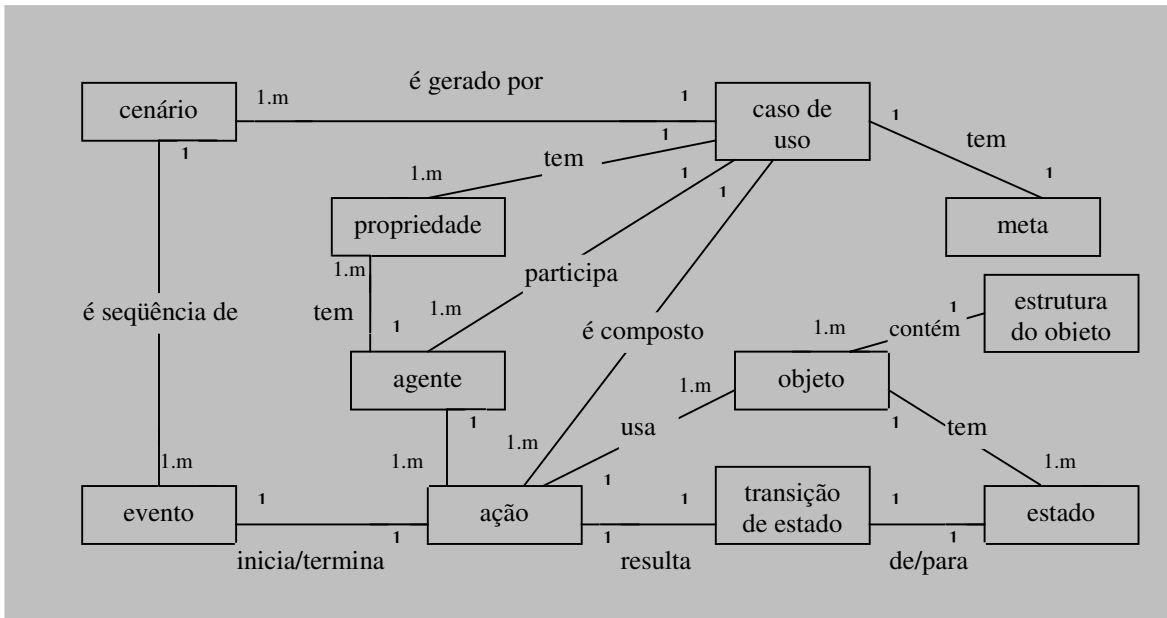 é gerado por
cenário
1.m
1
caso de
uso
1
1
1
tem
tem
1.m
1
1
1
propriedade
meta
1.m
participa
estrutura
do objeto
é seqüência de
tem
1
1.m
é composto
1.m
contém
1
agente
objeto
1.m
1
usa
1
tem
1.m
1.m
1.m
1
1.m
evento
1
1
ação
1
1
transição
de estado
1
1
estado
inicia/termina
resulta
de/para